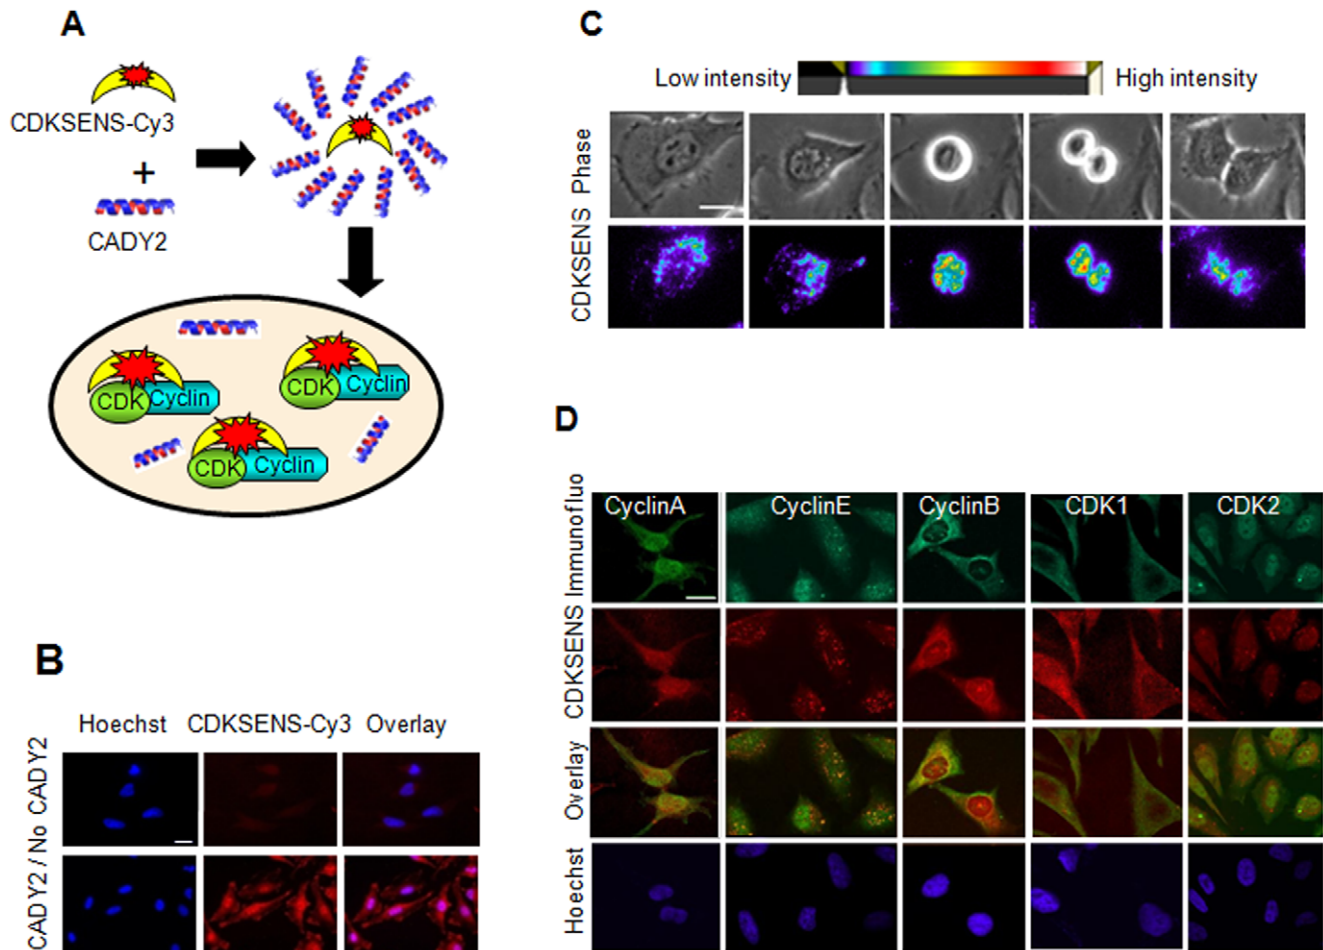 A
CDKSENS-Cy3
+
CADY2
CDK Cyclin
CDK Cyclin
CDK Cyclin
B
Hoechst CDKSENS-Cy3 Overlay
CADY2 / No CADY2
C
Low intensity High intensity
CDKSENS Phase
D
CyclinA CyclinE CyclinB CDK1 CDK2
Immunofluo
CDKSENS
Overlay
Hoechst